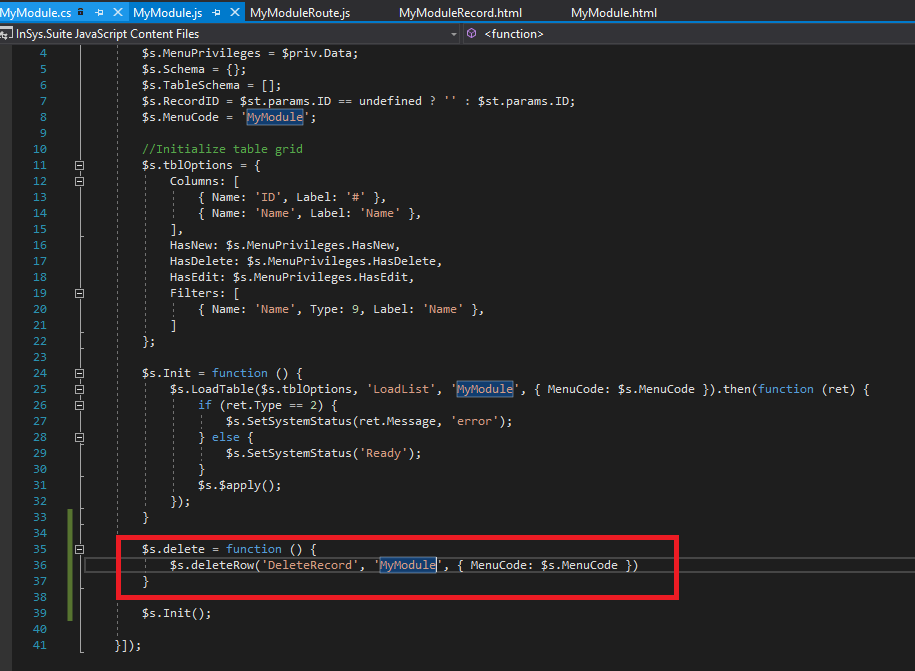 MyModule.cs MyModule.js MyModuleRoute.js MyModuleRecord.html MyModule.html
InSys.Suite JavaScript Content Files <function>
4 $s.MenuPrivileges = $priv.Data;
5 $s.Schema = {};
6 $s.TableSchema = [];
7 $s.RecordID = $st.params.ID == undefined ? '' : $st.params.ID;
8 $s.MenuCode = 'MyModule';
9
10 //Initialize table grid
11 $s.tblOptions = {
12 Columns: [
13 { Name: 'ID', Label: '#' },
14 { Name: 'Name', Label: 'Name' },
15 ],
16 HasNew: $s.MenuPrivileges.HasNew,
17 HasDelete: $s.MenuPrivileges.HasDelete,
18 HasEdit: $s.MenuPrivileges.HasEdit,
19 Filters: [
20 { Name: 'Name', Type: 9, Label: 'Name' },
21 ]
22 };
23
24 $s.Init = function () {
25 $s.LoadTable($s.tblOptions, 'LoadList', 'MyModule', { MenuCode: $s.MenuCode }).then(function (ret) {
26 if (ret.Type == 2) {
27 $s.SetSystemStatus(ret.Message, 'error');
28 } else {
29 $s.SetSystemStatus('Ready');
30 }
31 $s.$apply();
32 });
33 }
34
35 $s.delete = function () {
36 $s.deleteRow('DeleteRecord', 'MyModule', { MenuCode: $s.MenuCode })
37 }
38
39 $s.Init();
40
41 }]);